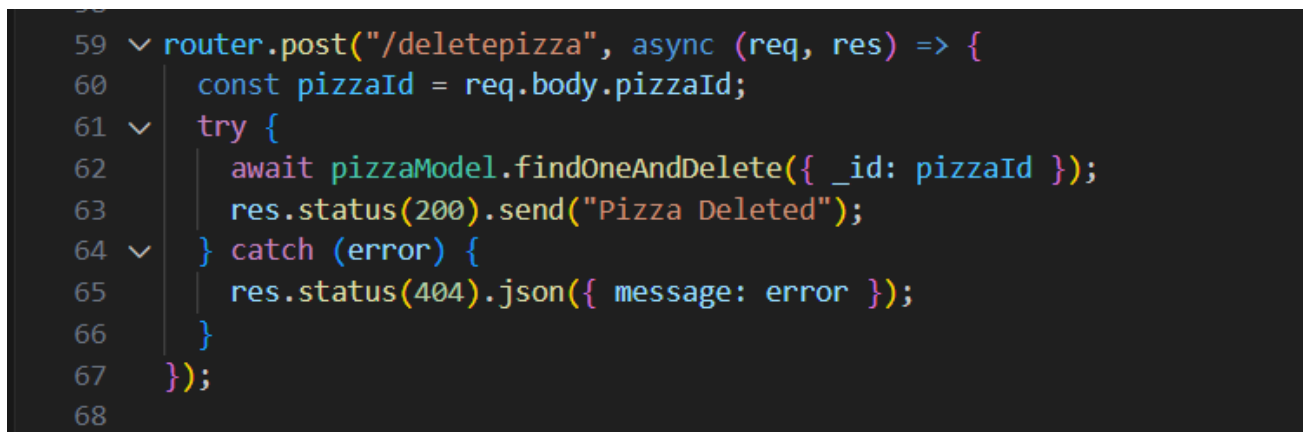 59 router.post("/deletepizza", async (req, res) => {
60 const pizzaId = req.body.pizzaId;
61 try {
62 await pizzaModel.findOneAndDelete({ _id: pizzaId });
63 res.status(200).send("Pizza Deleted");
64 } catch (error) {
65 res.status(404).json({ message: error });
66 }
67 });
68